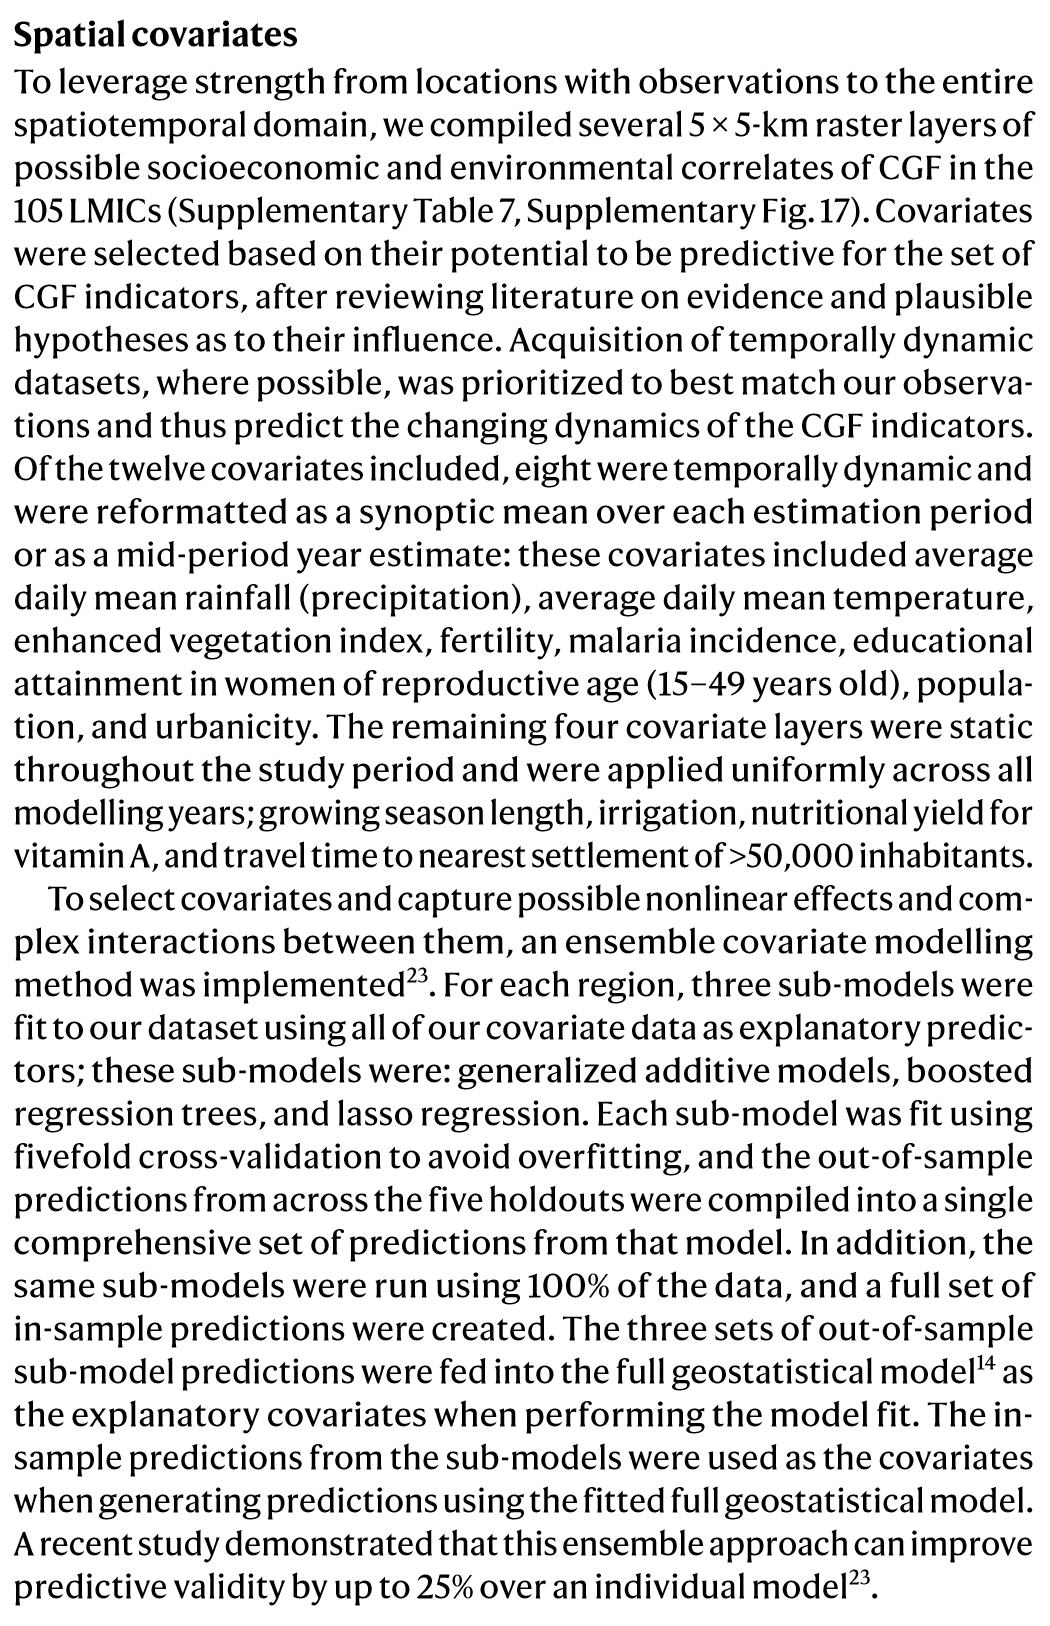 Spatial covariates
To leverage strength from locations with observations to the entire
spatiotemporal domain, we compiled several 5 × 5-km raster layers of
possible socioeconomic and environmental correlates of CGF in the
105 LMICs (Supplementary Table 7, Supplementary Fig. 17). Covariates
were selected based on their potential to be predictive for the set of
CGF indicators, after reviewing literature on evidence and plausible
hypotheses as to their influence. Acquisition of temporally dynamic
datasets, where possible, was prioritized to best match our observa-
tions and thus predict the changing dynamics of the CGF indicators.
Of the twelve covariates included, eight were temporally dynamic and
were reformatted as a synoptic mean over each estimation period
or as a mid-period year estimate: these covariates included average
daily mean rainfall (precipitation), average daily mean temperature,
enhanced vegetation index, fertility, malaria incidence, educational
attainment in women of reproductive age (15–49 years old), popula-
tion, and urbanicity. The remaining four covariate layers were static
throughout the study period and were applied uniformly across all
modelling years; growing season length, irrigation, nutritional yield for
vitamin A, and travel time to nearest settlement of >50,000 inhabitants.
To select covariates and capture possible nonlinear effects and com-
plex interactions between them, an ensemble covariate modelling
method was implemented²³. For each region, three sub-models were
fit to our dataset using all of our covariate data as explanatory predic-
tors; these sub-models were: generalized additive models, boosted
regression trees, and lasso regression. Each sub-model was fit using
fivefold cross-validation to avoid overfitting, and the out-of-sample
predictions from across the five holdouts were compiled into a single
comprehensive set of predictions from that model. In addition, the
same sub-models were run using 100% of the data, and a full set of
in-sample predictions were created. The three sets of out-of-sample
sub-model predictions were fed into the full geostatistical model¹⁴ as
the explanatory covariates when performing the model fit. The in-
sample predictions from the sub-models were used as the covariates
when generating predictions using the fitted full geostatistical model.
A recent study demonstrated that this ensemble approach can improve
predictive validity by up to 25% over an individual model²³.